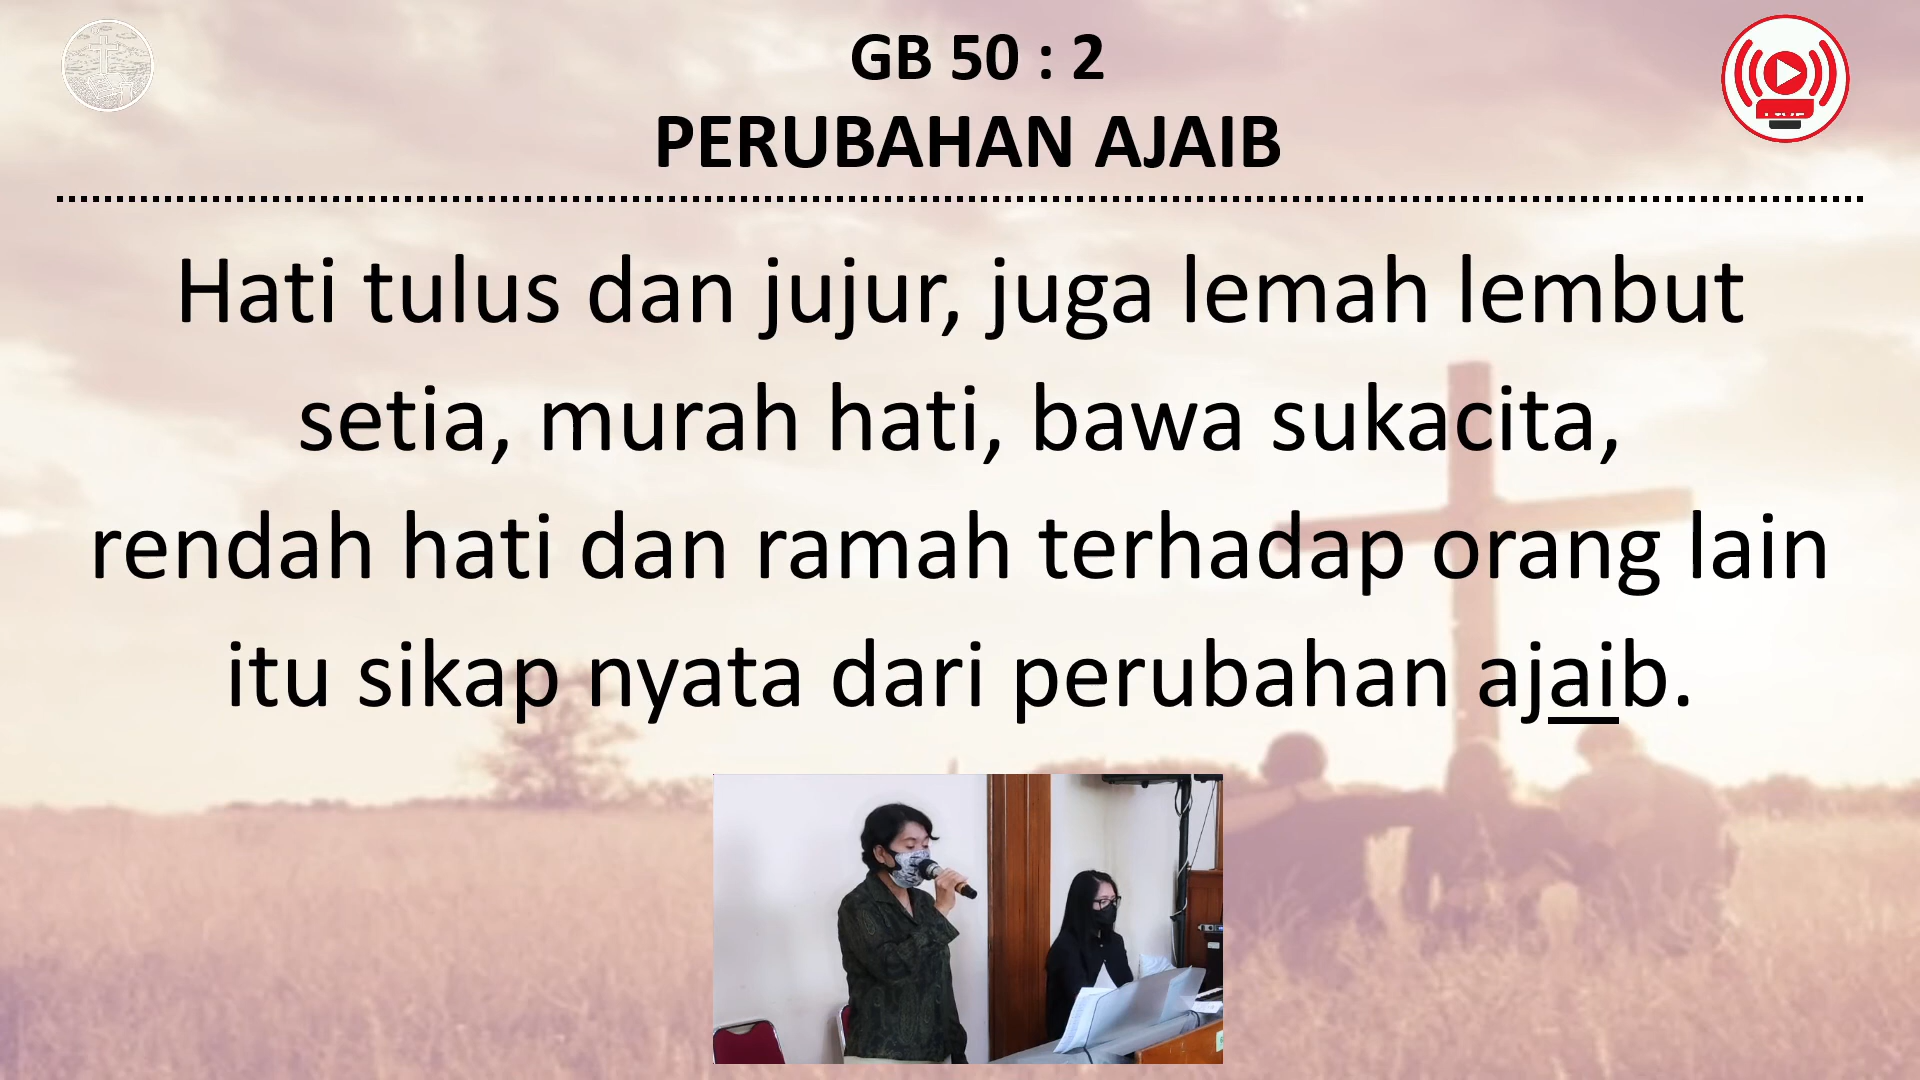 GB 50 : 2
PERUBAHAN AJAIB
Hati tulus dan jujur, juga lemah lembut
setia, murah hati, bawa sukacita,
rendah hati dan ramah terhadap orang lain
itu sikap nyata dari perubahan ajaib.